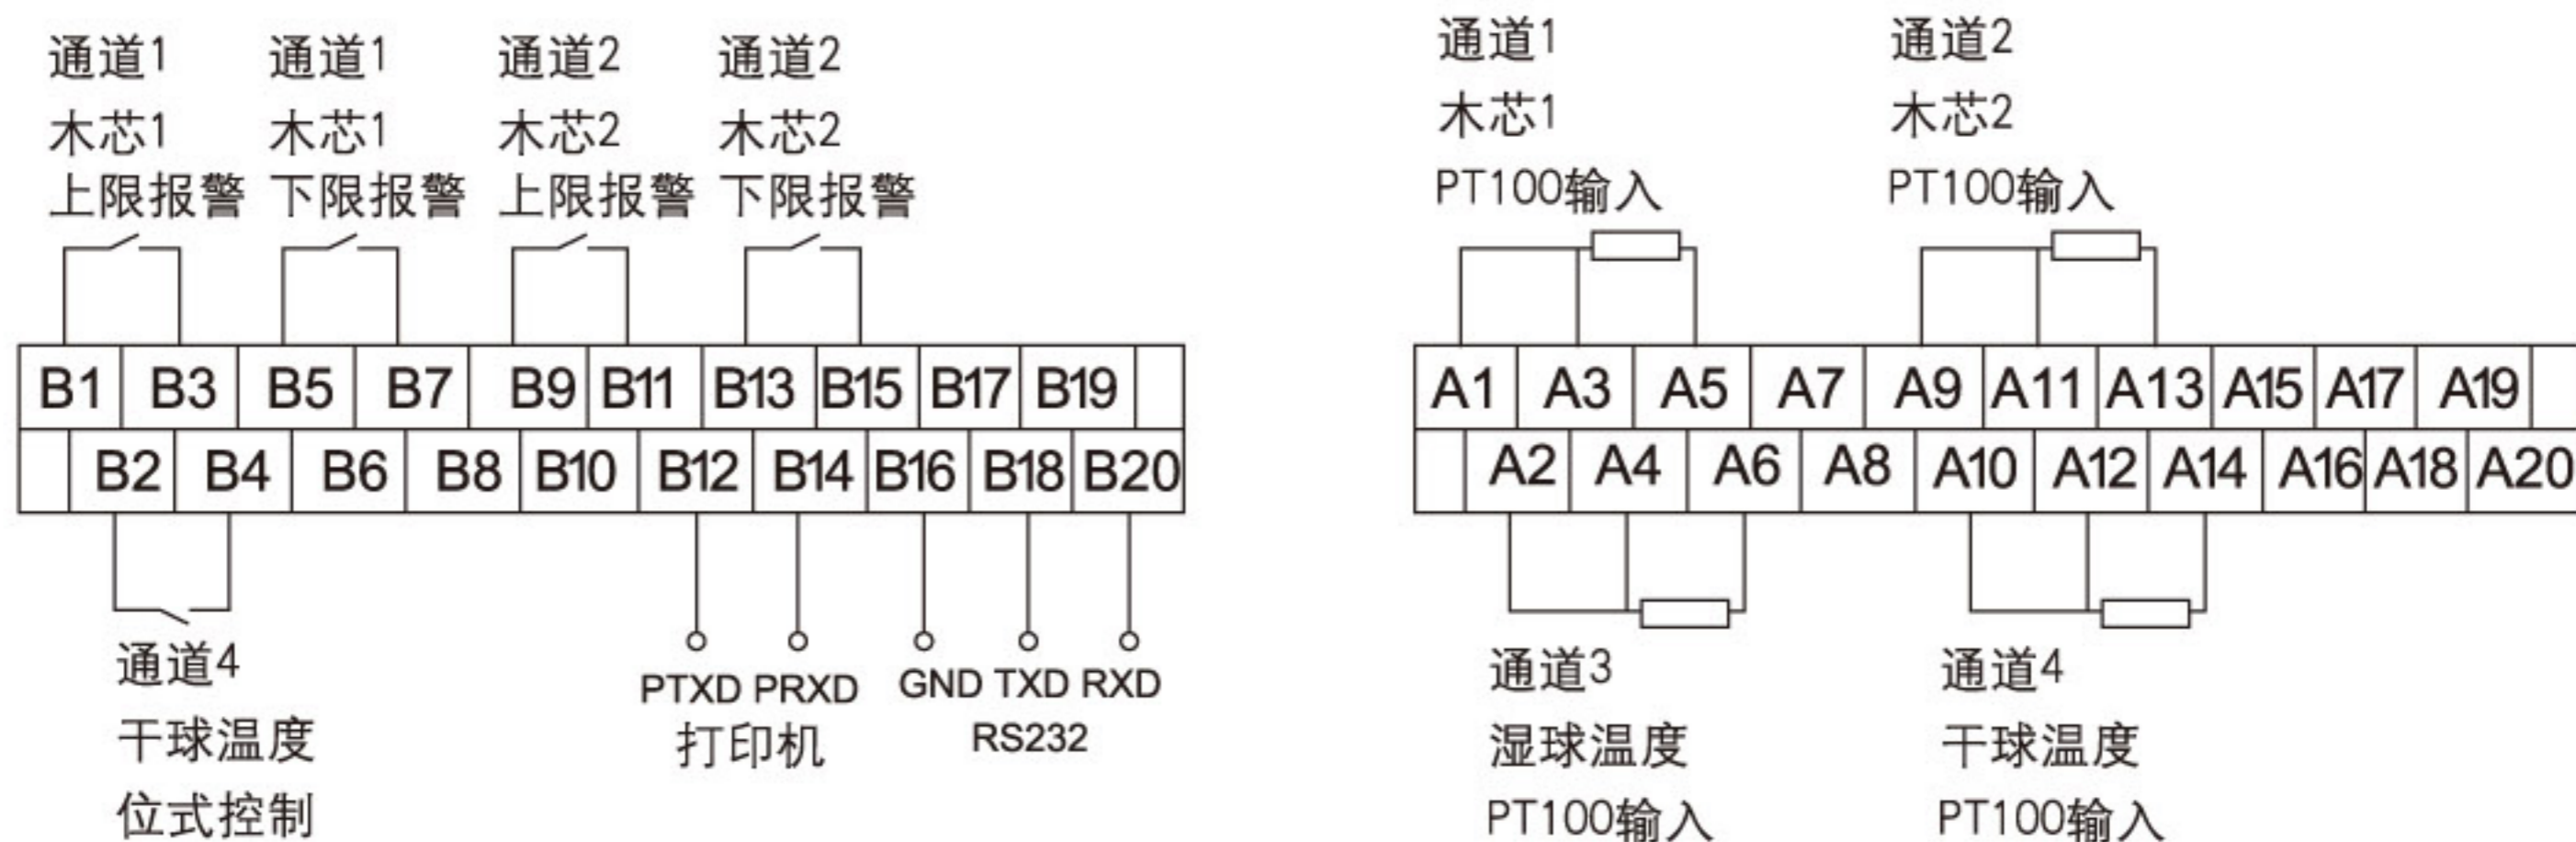 通道1 通道1 通道2 通道2
木芯1 木芯1 木芯2 木芯2
上限报警 下限报警 上限报警 下限报警
B1 B3 B5 B7 B9 B11 B13 B15 B17 B19
B2 B4 B6 B8 B10 B12 B14 B16 B18 B20
通道4
干球温度
位式控制
PTXD PRXD
打印机
GND TXD RXD
RS232
通道1 通道2
木芯1 木芯2
PT100输入 PT100输入
A1 A3 A5 A7 A9 A11 A13 A15 A17 A19
A2 A4 A6 A8 A10 A12 A14 A16 A18 A20
通道3 通道4
湿球温度 干球温度
PT100输入 PT100输入